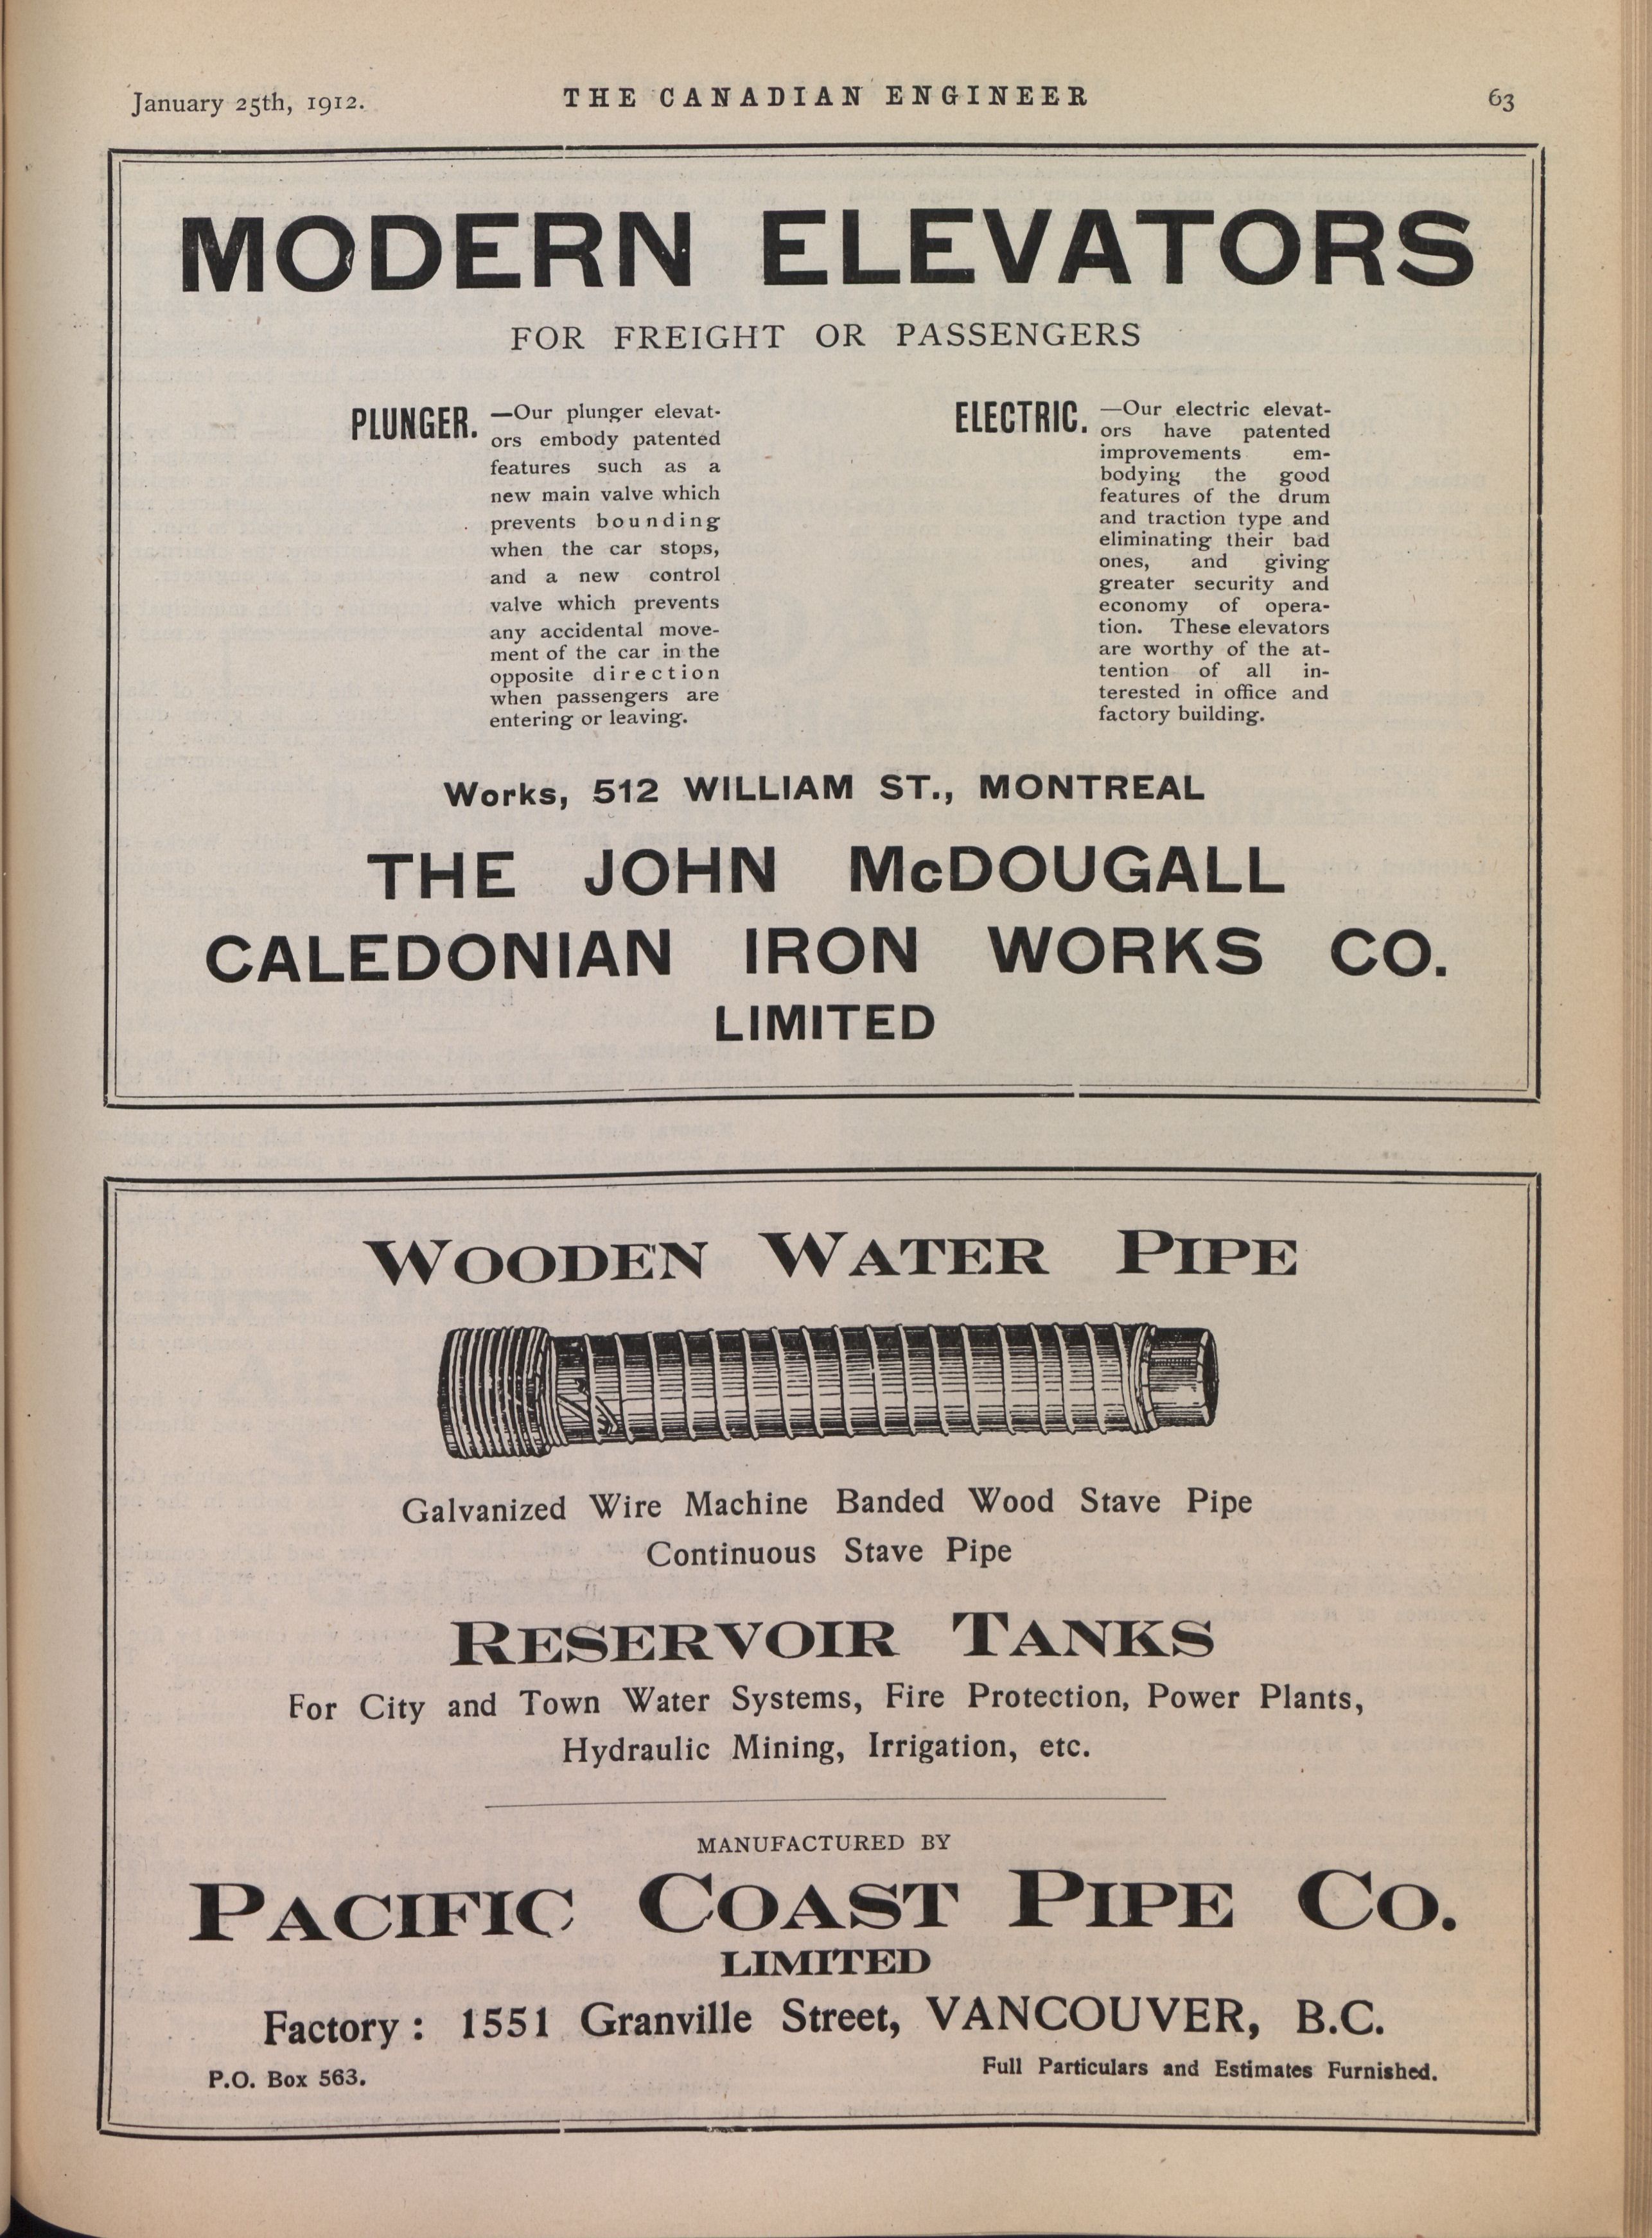 January 25th, 1912.
THE CANADIAN ENGINEER
63
MODERN ELEVATORS
FOR FREIGHT OR PASSENGERS
PLUNGER.
—Our plunger elevat-
ors embody patented
features such as a
new main valve which
prevents bounding
when the car stops,
and a new control
valve which prevents
any accidental move-
ment of the car in the
opposite direction
when passengers are
entering or leaving.
ELECTRIC.
—Our electric elevat-
ors have patented
improvements em-
bodying the good
features of the drum
and traction type and
eliminating their bad
ones, and giving
greater security and
economy of opera-
tion. These elevators
are worthy of the at-
tention of all in-
terested in office and
factory building.
Works, 512 WILLIAM ST., MONTREAL
THE JOHN McDOUGALL
CALEDONIAN IRON WORKS CO.
LIMITED
WOODEN WATER PIPE
Galvanized Wire Machine Banded Wood Stave Pipe
Continuous Stave Pipe
RESERVOIR TANKS
For City and Town Water Systems, Fire Protection, Power Plants,
Hydraulic Mining, Irrigation, etc.
MANUFACTURED BY
PACIFIC COAST PIPE CO.
LIMITED
Factory : 1551 Granville Street, VANCOUVER, B.C.
P.O. Box 563.
Full Particulars and Estimates Furnished.